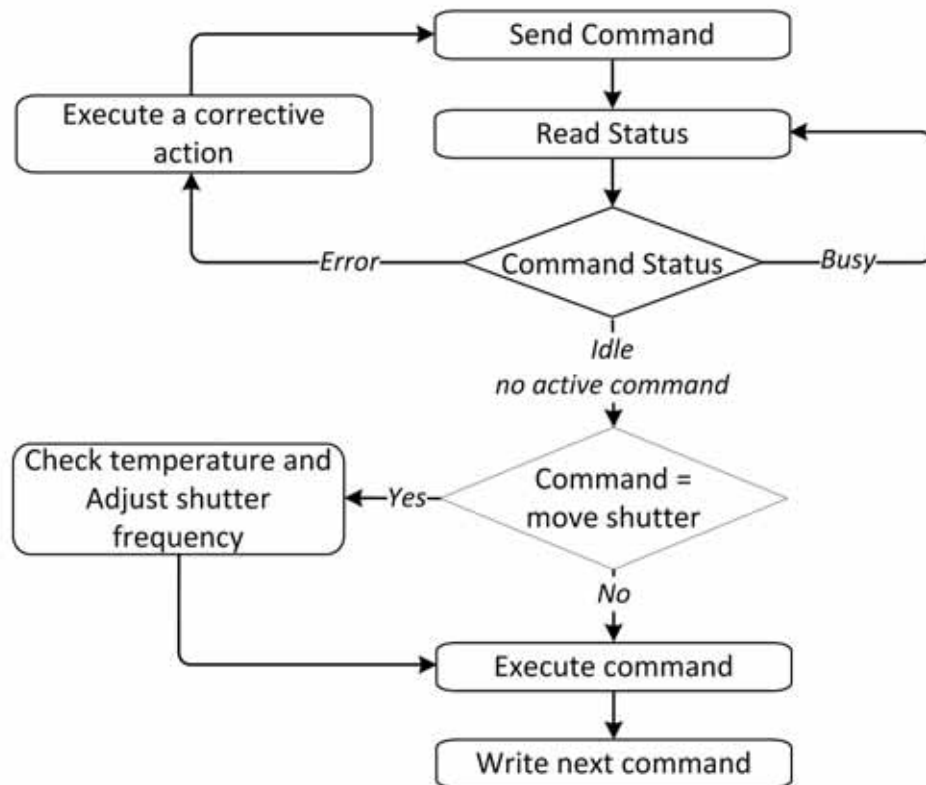 Send Command
Execute a corrective
action
Read Status
Error
Command Status
Busy
Idle
no active command
Check temperature and
Adjust shutter
frequency
Yes
Command =
move shutter
No
Execute command
Write next command